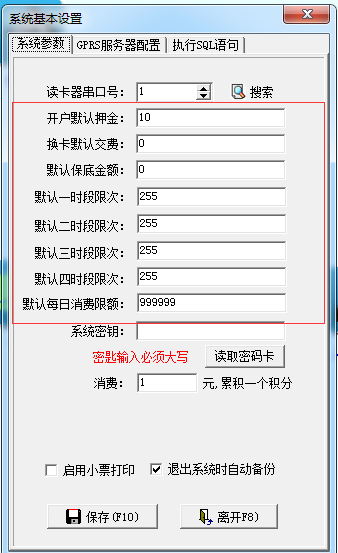 系统基本设置
系统参数 GPRS服务器配置 执行SQL语句
读卡器串口号： 1 搜索
开户默认押金： 10
换卡默认交费： 0
默认保底金额： 0
默认一时段限次： 255
默认二时段限次： 255
默认三时段限次： 255
默认四时段限次： 255
默认每日消费限额： 999999
系统密钥：
密匙输入必须大写 读取密码卡
消费： 1 元,累积一个积分
启用小票打印 退出系统时自动备份
保存(F10) 离开F8)